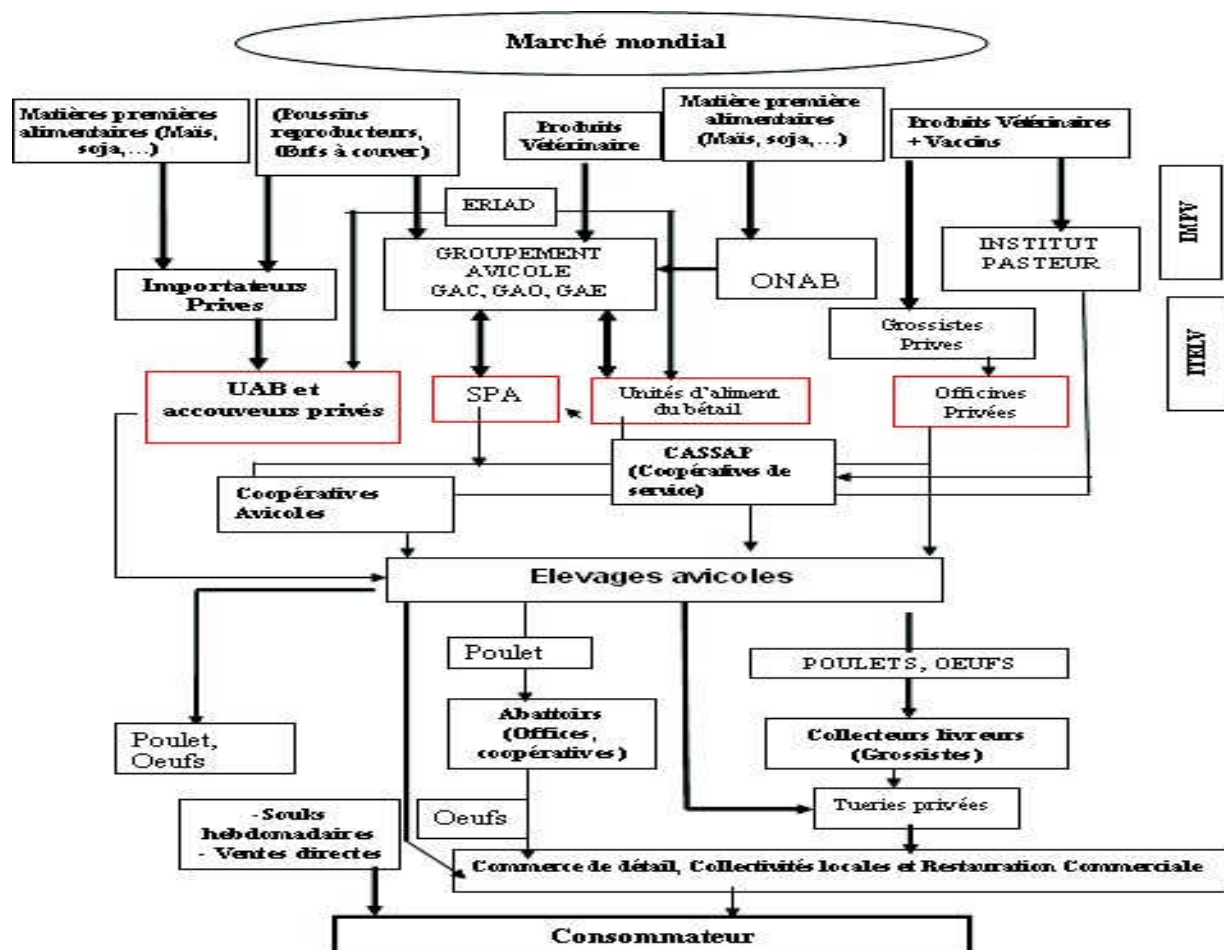 Marché mondial
Matières premières
alimentaires (Maïs,
soja,...)
(Poussins
reproducteurs,
Œufs à couver)
Produits
Vétérinaire
Matière première
alimentaires
(Maïs, soja, ...)
Produits Vétérinaires
+ Vaccins
IMPV
ERIAD
GROUPEMENT
AVICOLE
GAC, GAO, GAE
ONAB
INSTITUT
PASTEUR
Importateurs
Prives
Grossistes
Prives
ITELV
UAB et
accouveurs privés
SPA
Unités d'aliment
du bétail
Officines
Privées
CASSAP
(Coopératives de
service)
Coopératives
Avicoles
Elevages avicoles
Poulet
POULETS, OEUFS
Poulet,
Oeufs
Abattoirs
(Offices,
coopératives)
Collecteurs livreurs
(Grossistes)
Tueries privées
Oeufs
- Souks
hebdomadaires
- Ventes directes
Commerce de détail, Collectivités locales et Restauration Commerciale
Consommateur